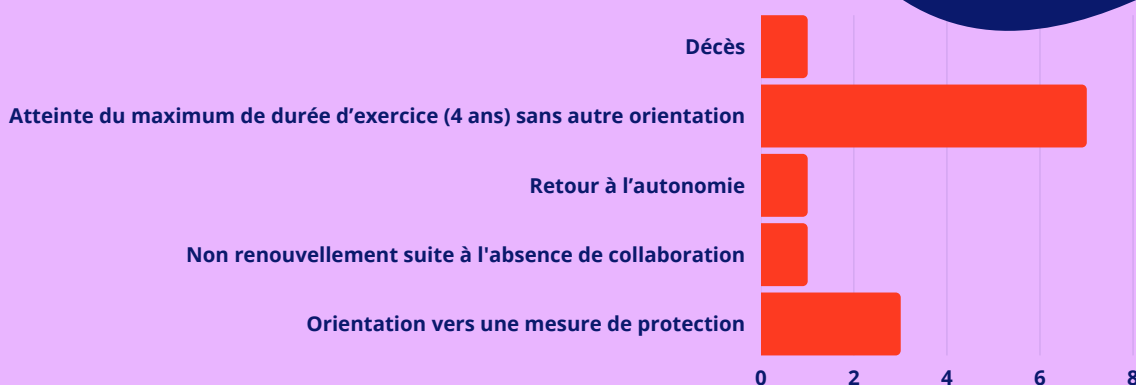 Décès
Atteinte du maximum de durée d’exercice (4 ans) sans autre orientation
Retour à l’autonomie
Non renouvellement suite à l'absence de collaboration
Orientation vers une mesure de protection
0 2 4 6 8